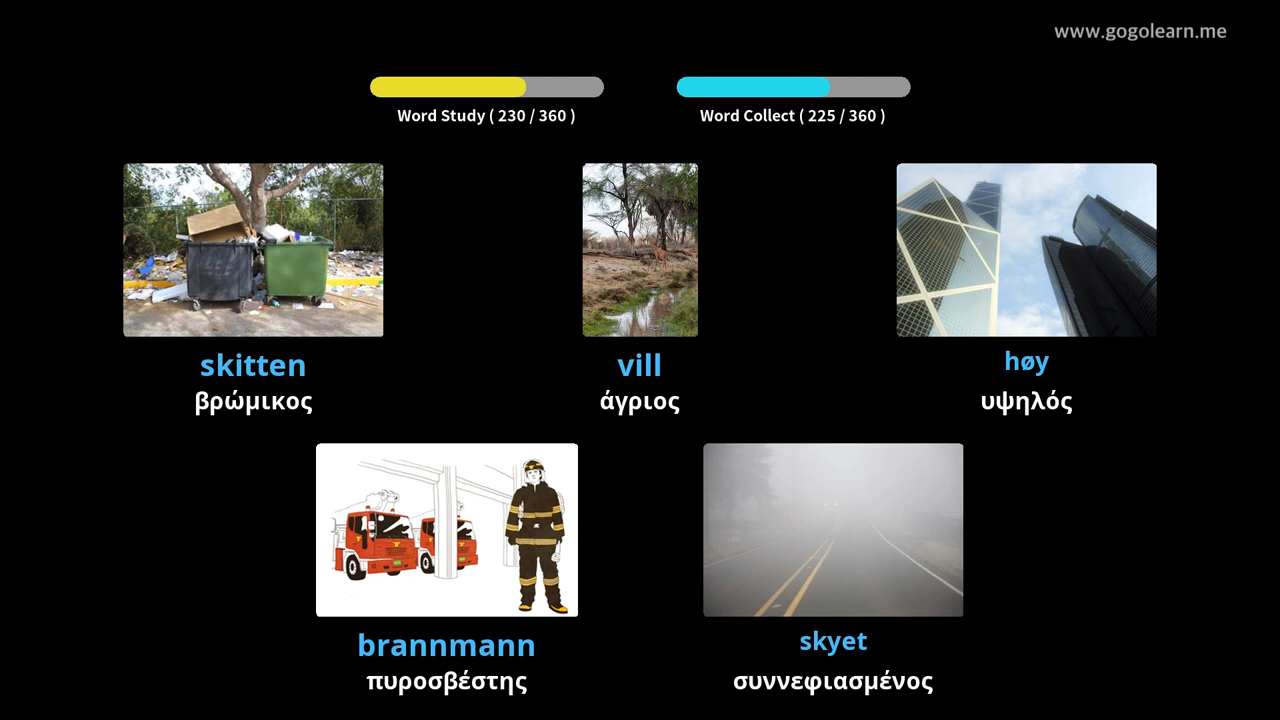 www.gogolearn.me
Word Study ( 230 / 360 )
Word Collect ( 225 / 360 )
skitten
βρώμικος
vill
άγριος
høy
υψηλός
brannmann
πυροσβέστης
skyet
συννεφιασμένος